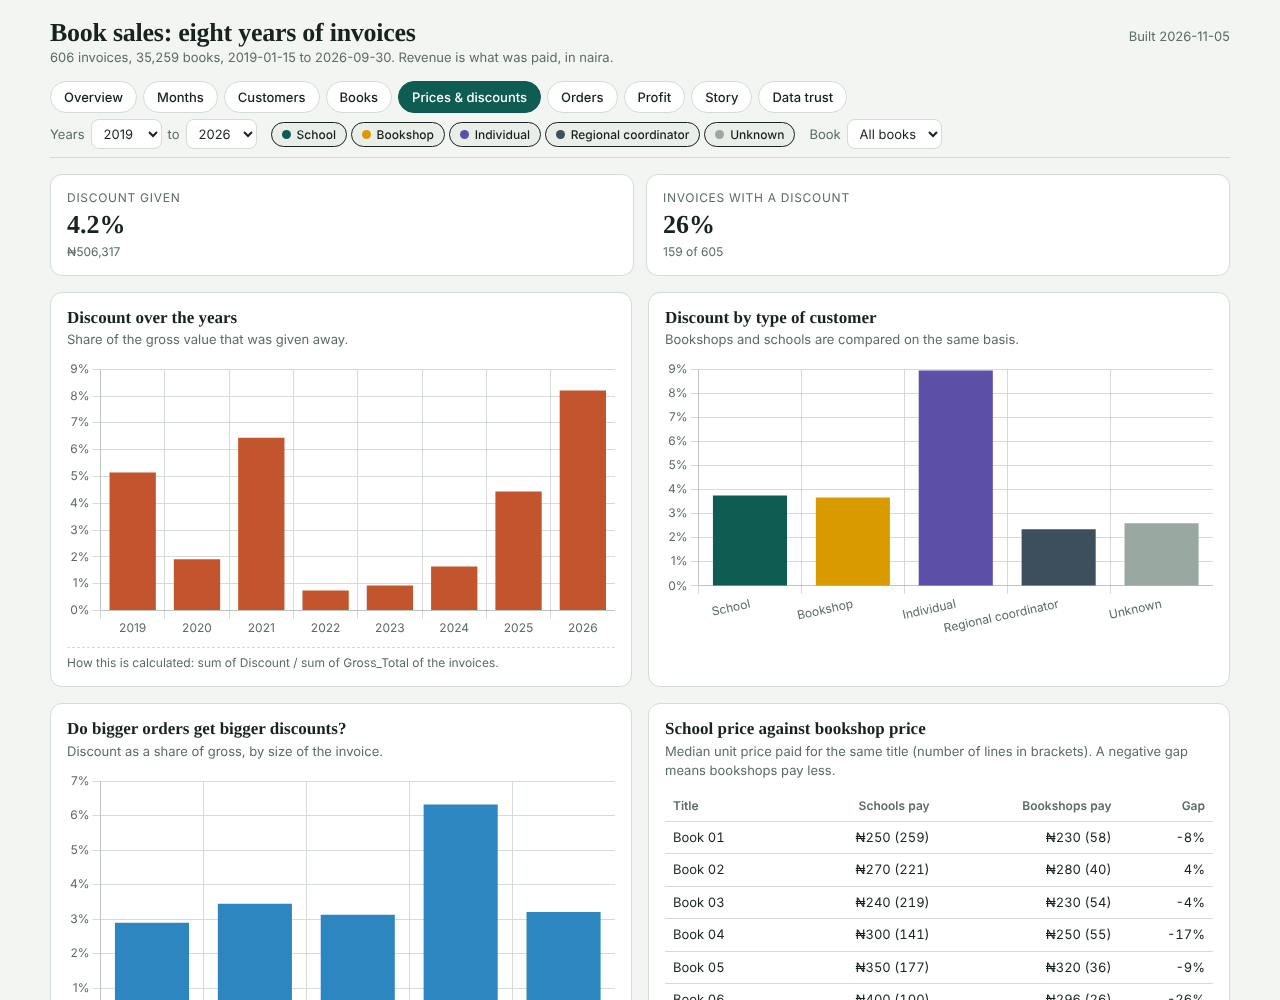 Book sales: eight years of invoices
Built 2026-11-05
606 invoices, 35,259 books, 2019-01-15 to 2026-09-30. Revenue is what was paid, in naira.
Overview Months Customers Books Prices & discounts Orders Profit Story Data trust
Years 2019 to 2026 School Bookshop Individual Regional coordinator Unknown Book All books
DISCOUNT GIVEN
4.2%
₦506,317
INVOICES WITH A DISCOUNT
26%
159 of 605
Discount over the years
Share of the gross value that was given away.
9%
8%
7%
6%
5%
4%
3%
2%
1%
0%
2019 2020 2021 2022 2023 2024 2025 2026
How this is calculated: sum of Discount / sum of Gross_Total of the invoices.
Discount by type of customer
Bookshops and schools are compared on the same basis.
9%
8%
7%
6%
5%
4%
3%
2%
1%
0%
School Bookshop Individual Regional coordinator Unknown
Do bigger orders get bigger discounts?
Discount as a share of gross, by size of the invoice.
7%
6%
5%
4%
3%
2%
1%
School price against bookshop price
Median unit price paid for the same title (number of lines in brackets). A negative gap
means bookshops pay less.
Title Schools pay Bookshops pay Gap
Book 01 ₦250 (259) ₦230 (58) -8%
Book 02 ₦270 (221) ₦280 (40) 4%
Book 03 ₦240 (219) ₦230 (54) -4%
Book 04 ₦300 (141) ₦250 (55) -17%
Book 05 ₦350 (177) ₦320 (36) -9%
Book 06 ₦400 (100) ₦296 (26) -26%